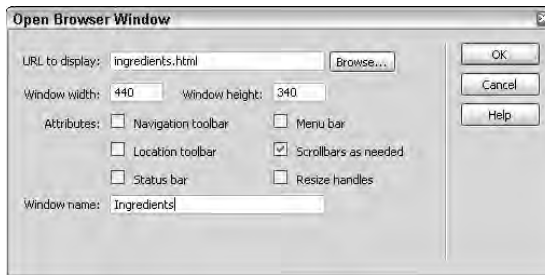 Open Browser Window
URL to display: ingredients.html Browse... OK
Window width: 440 Window height: 340 Cancel
Attributes: Navigation toolbar Menu bar Help
Location toolbar Scrollbars as needed
Status bar Resize handles
Window name: Ingredients